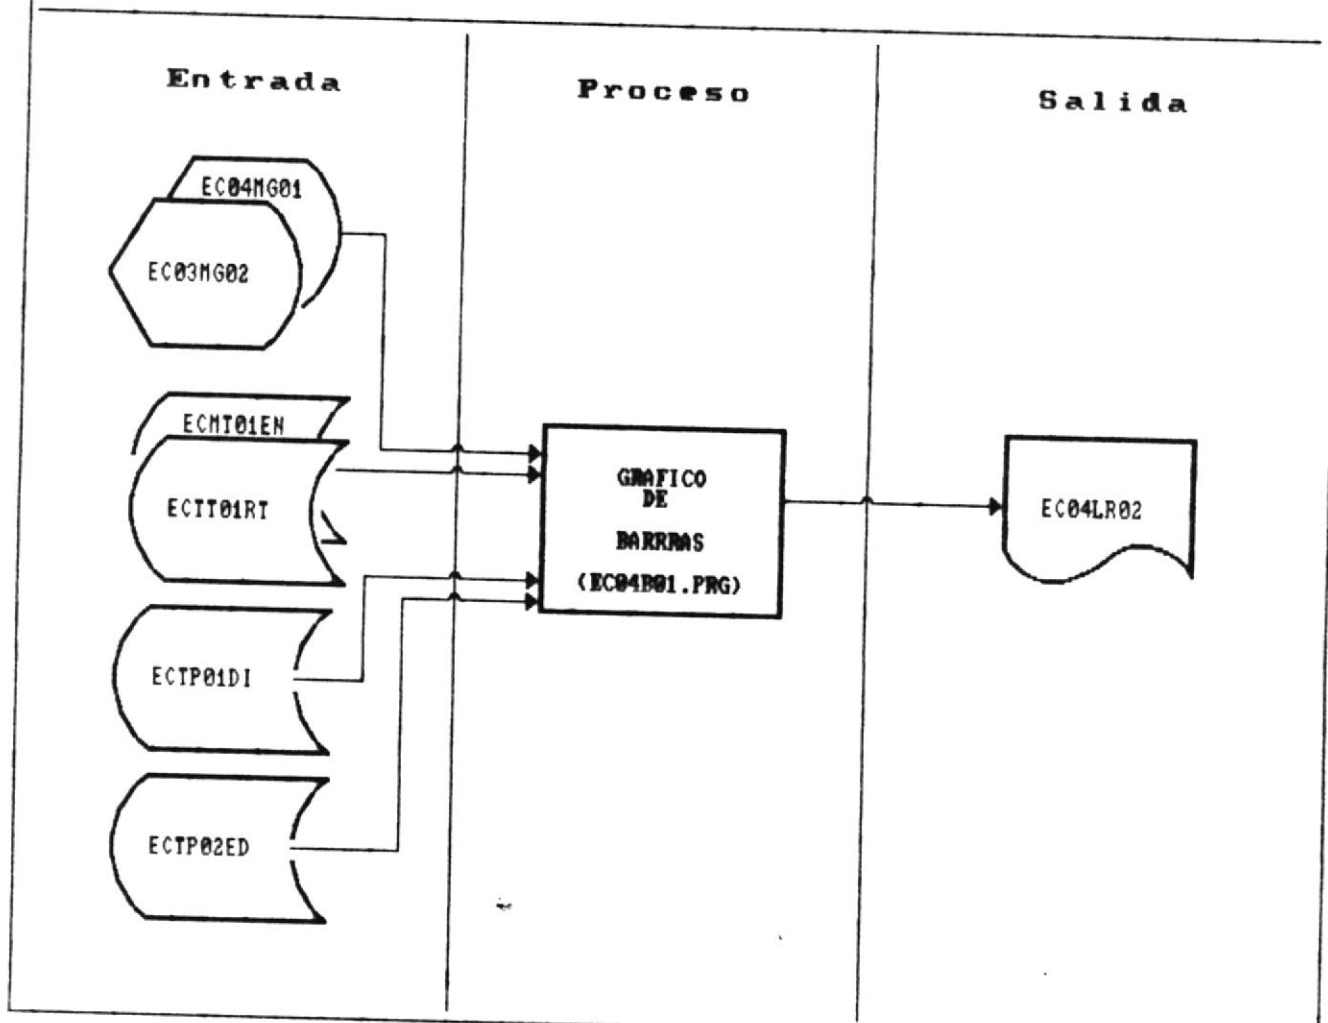 Entrada
Proceso
Salida
EC04MG01
EC03MG02
ECMT01EN
ECTT01RT
ECTP01DI
ECTP02ED
GRAFICO
DE
BARRRAS
(EC04B01.PRG)
EC04LR02